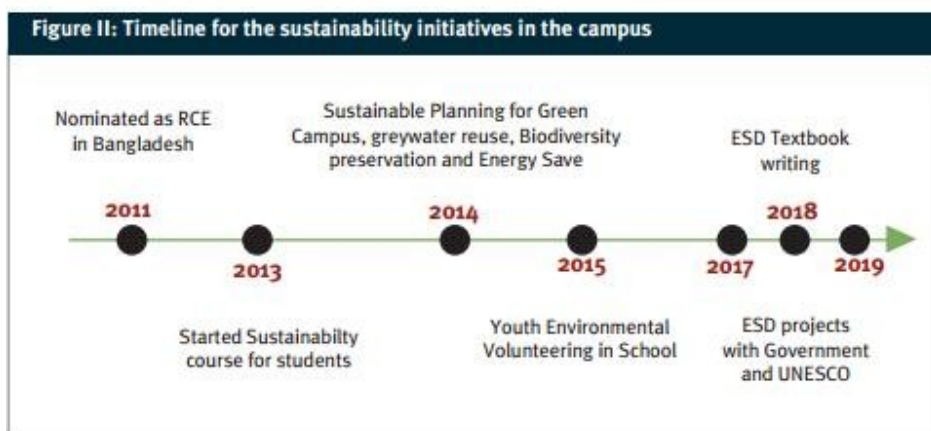 Figure II: Timeline for the sustainability initiatives in the campus
Nominated as RCE
in Bangladesh
Sustainable Planning for Green
Campus, greywater reuse, Biodiversity
preservation and Energy Save
ESD Textbook
writing
2011
2014
2018
2013
2015
2017
2019
Started Sustainabilty
course for students
Youth Environmental
Volunteering in School
ESD projects
with Government
and UNESCO